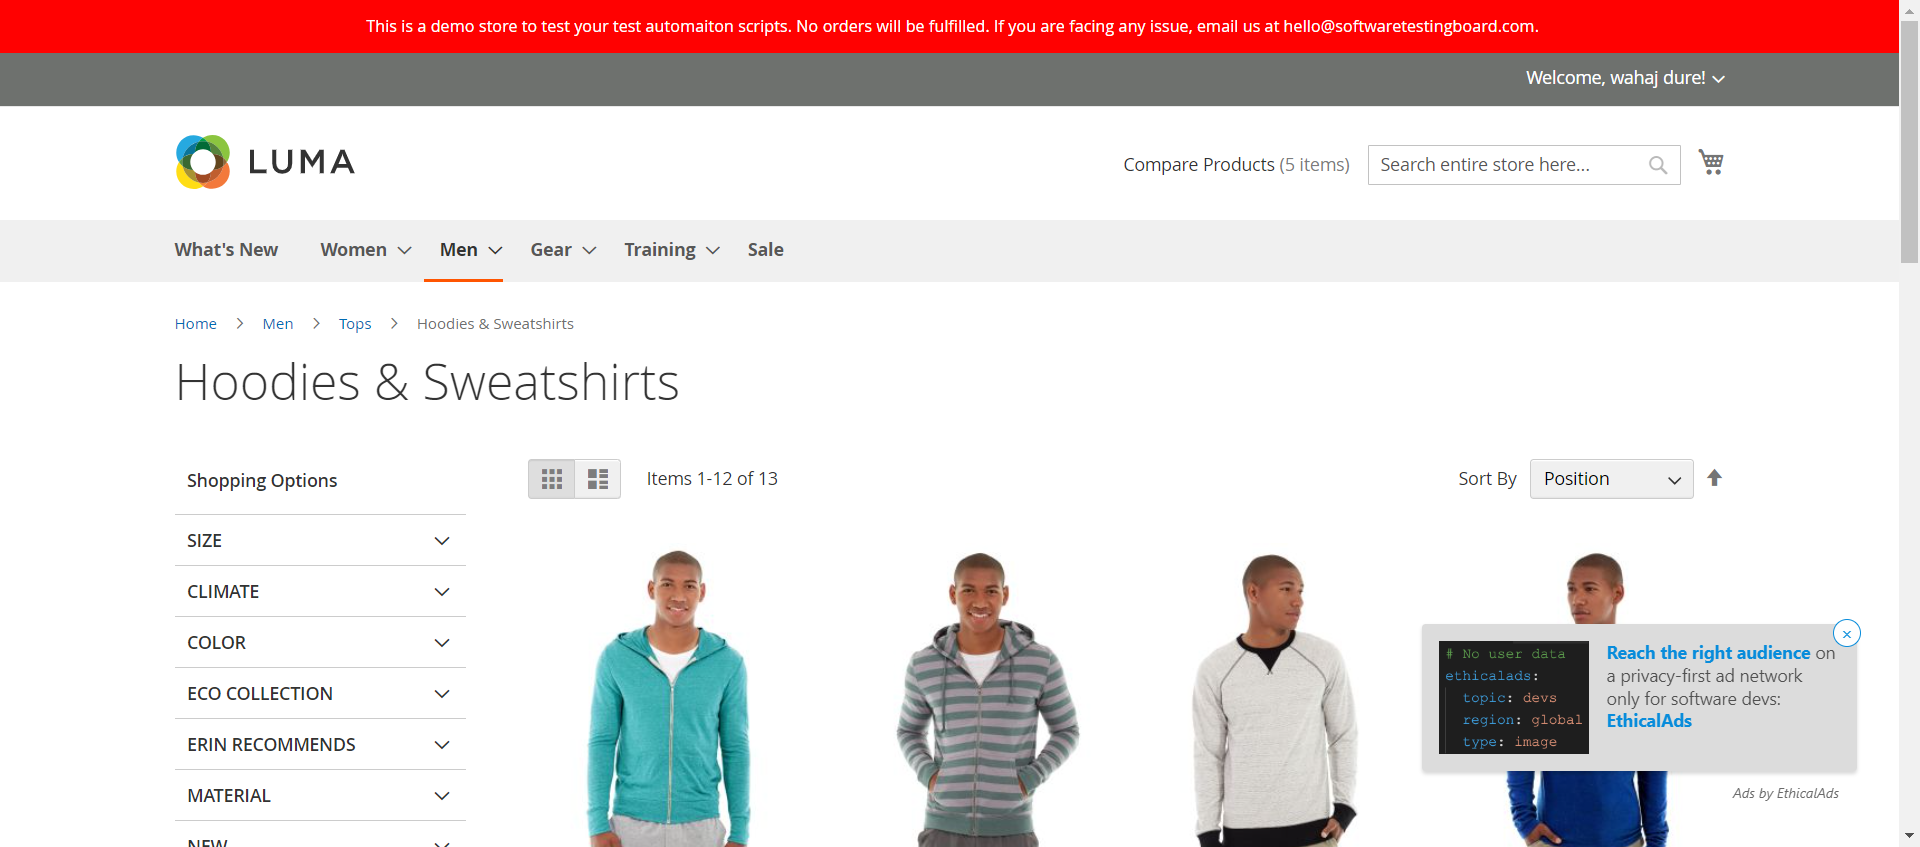 This is a demo store to test your test automaiton scripts. No orders will be fulfilled. If you are facing any issue, email us at hello@softwaretestingboard.com.
Welcome, wahaj dure!
LUMA
Compare Products (5 items)
Search entire store here...
What's New
Women
Men
Gear
Training
Sale
Home
Men
Tops
Hoodies & Sweatshirts
Hoodies & Sweatshirts
Shopping Options
Items 1-12 of 13
Sort By
Position
SIZE
CLIMATE
COLOR
ECO COLLECTION
ERIN RECOMMENDS
MATERIAL
NEW
# No user data
ethicalads:
topic: devs
region: global
type: image
Reach the right audience on
a privacy-first ad network
only for software devs:
EthicalAds
Ads by EthicalAds